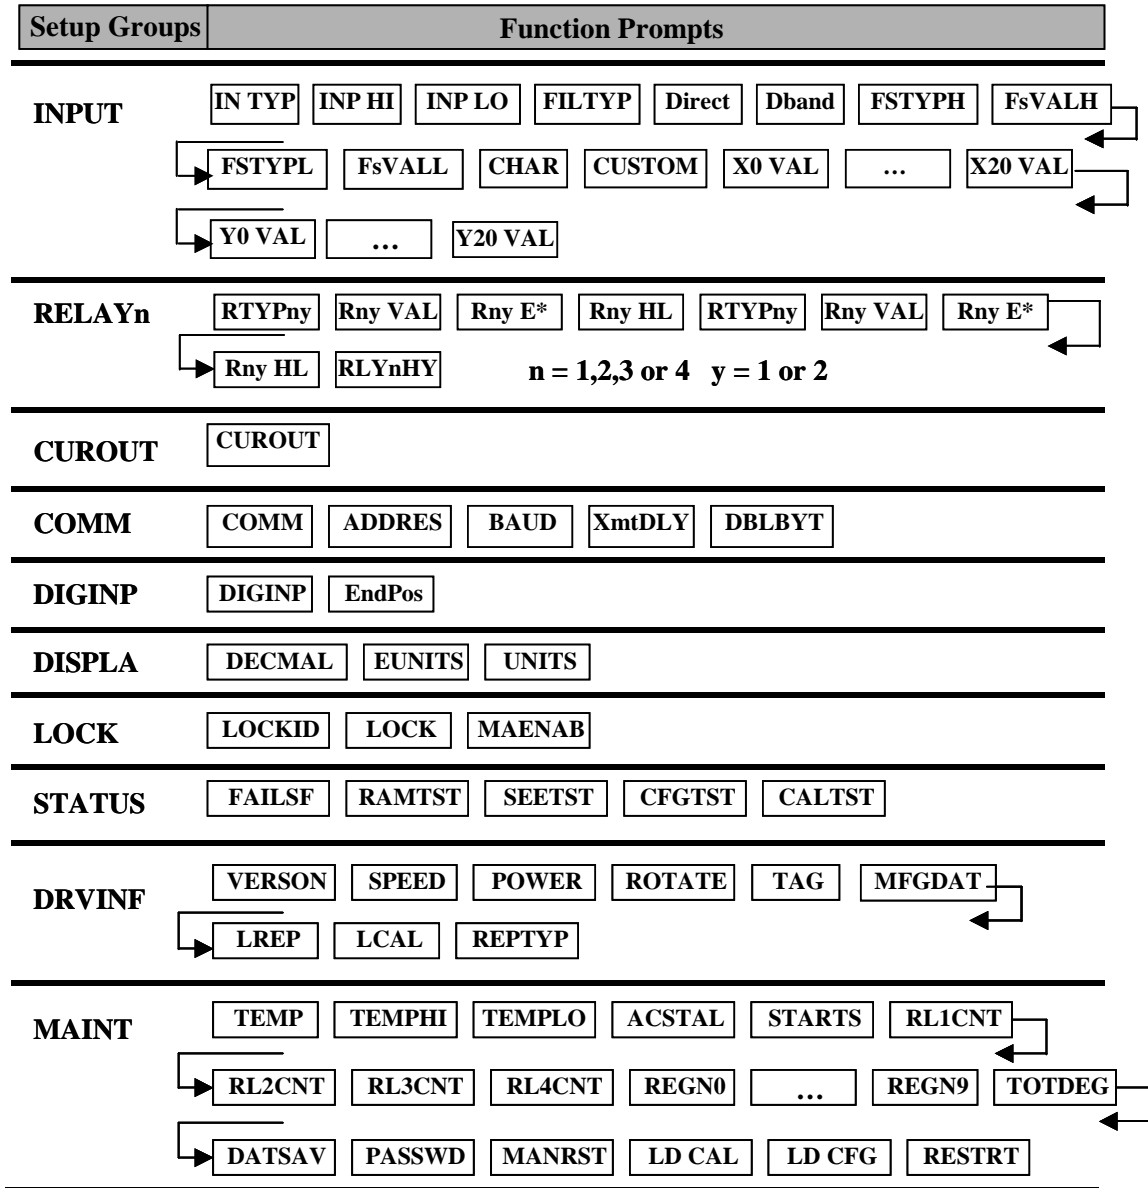 Setup Groups Function Prompts
INPUT IN TYP INP HI INP LO FILTYP Direct Dband FSTYPH FsVALH
FSTYPL FsVALL CHAR CUSTOM X0 VAL ... X20 VAL
Y0 VAL ... Y20 VAL
RELAYn RTYPny Rny VAL Rny E* Rny HL RTYPny Rny VAL Rny E*
Rny HL RLYnHY n = 1,2,3 or 4 y = 1 or 2
CUROUT CUROUT
COMM COMM ADDRES BAUD XmtDLY DBLBYT
DIGINP DIGINP EndPos
DISPLA DECMAL EUNITS UNITS
LOCK LOCKID LOCK MAENAB
STATUS FAILSF RAMTST SEETST CFGTST CALTST
DRVINF VERSON SPEED POWER ROTATE TAG MFGDAT
LREP LCAL REPTYP
MAINT TEMP TEMPHI TEMPLO ACSTAL STARTS RL1CNT
RL2CNT RL3CNT RL4CNT REGN0 ... REGN9 TOTDEG
DATSAV PASSWD MANRST LD CAL LD CFG RESTRT